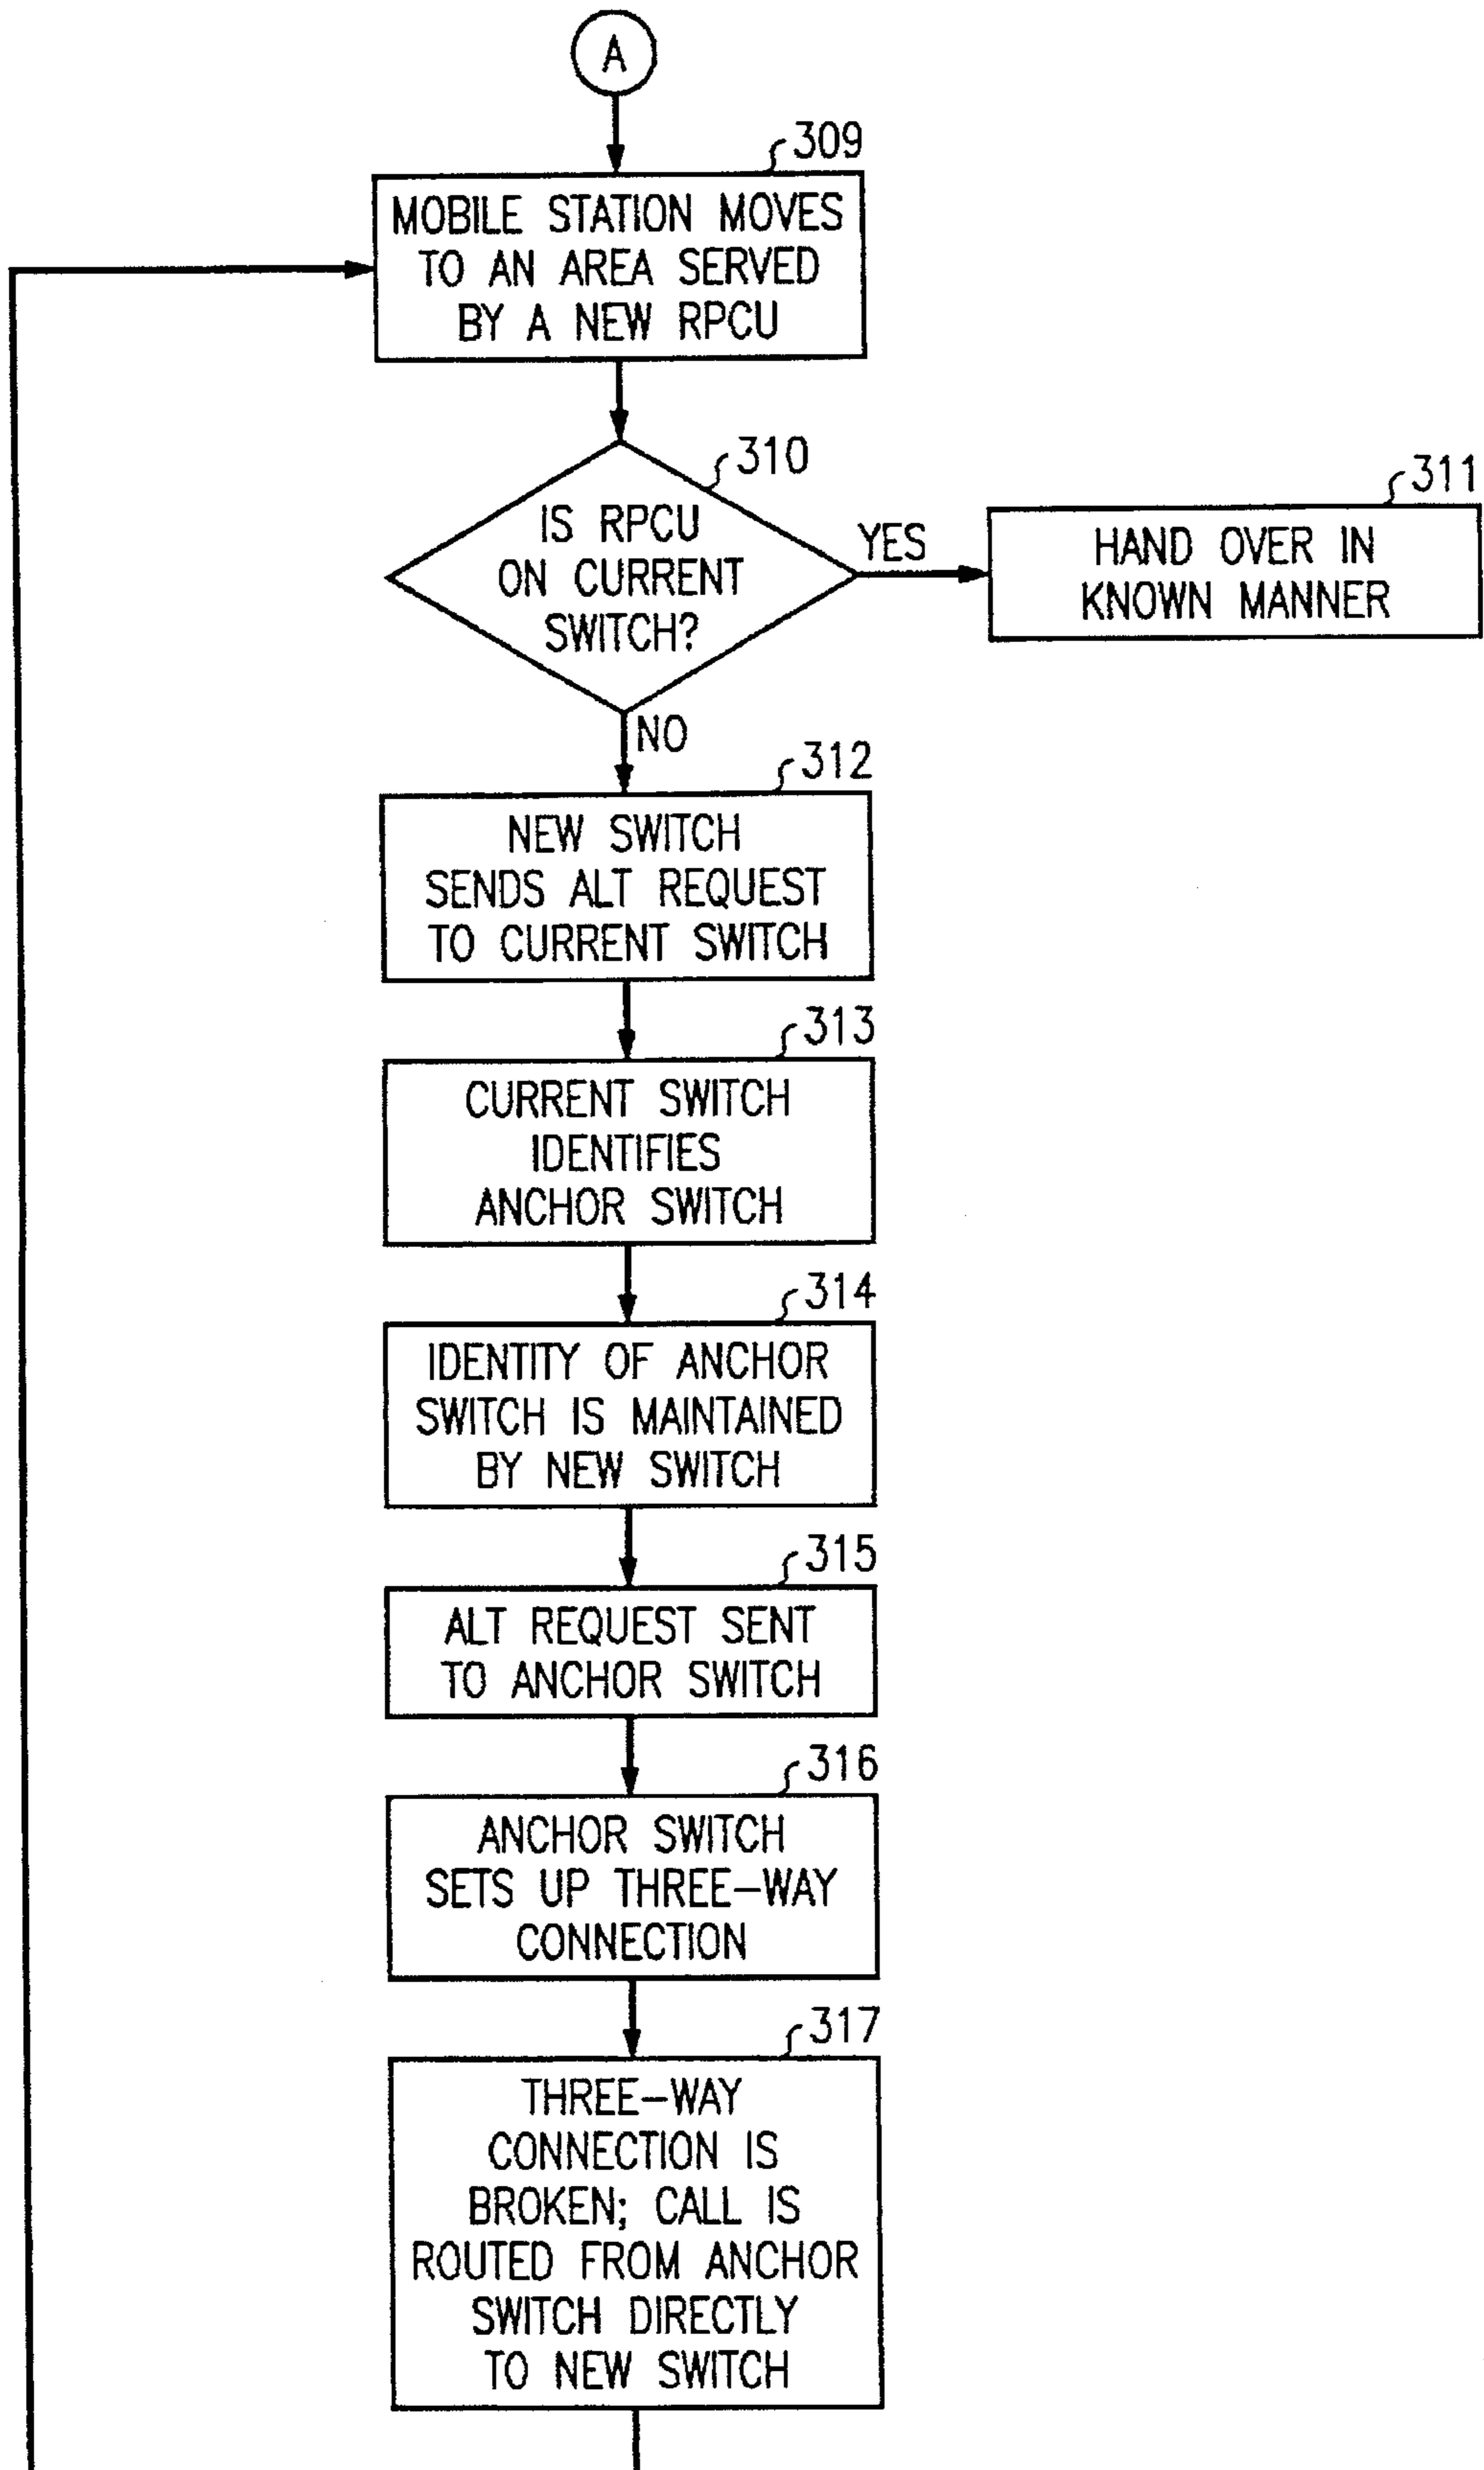 A
309
MOBILE STATION MOVES
TO AN AREA SERVED
BY A NEW RPCU
310
IS RPCU
ON CURRENT
SWITCH?
YES
311
HAND OVER IN
KNOWN MANNER
NO
312
NEW SWITCH
SENDS ALT REQUEST
TO CURRENT SWITCH
313
CURRENT SWITCH
IDENTIFIES
ANCHOR SWITCH
314
IDENTITY OF ANCHOR
SWITCH IS MAINTAINED
BY NEW SWITCH
315
ALT REQUEST SENT
TO ANCHOR SWITCH
316
ANCHOR SWITCH
SETS UP THREE-WAY
CONNECTION
317
THREE-WAY
CONNECTION IS
BROKEN; CALL IS
ROUTED FROM ANCHOR
SWITCH DIRECTLY
TO NEW SWITCH